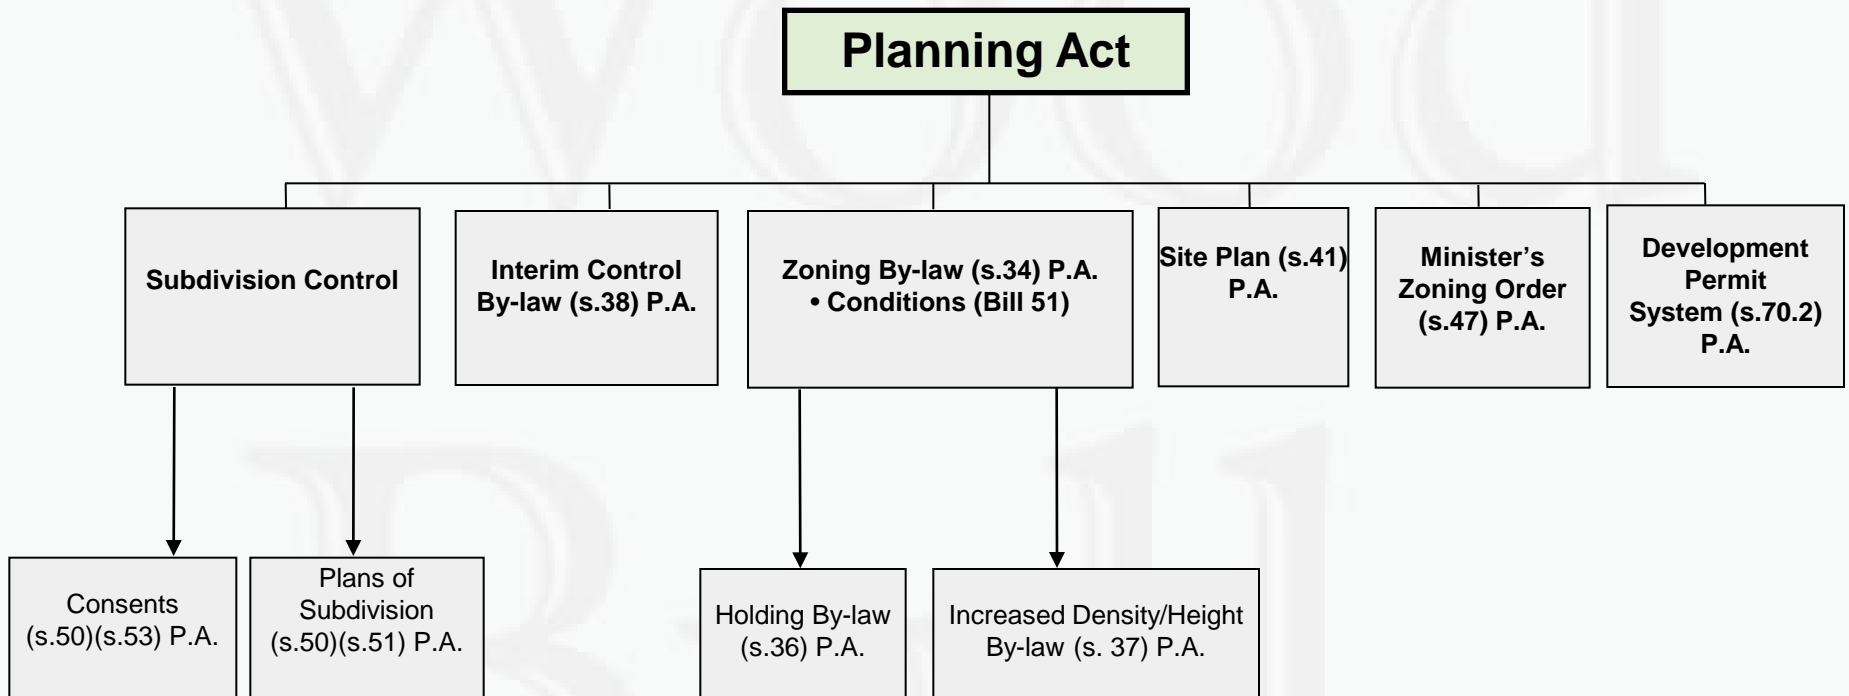 Planning Act
Subdivision Control
Interim Control
By-law (s.38) P.A.
Zoning By-law (s.34) P.A.
• Conditions (Bill 51)
Site Plan (s.41)
P.A.
Minister’s
Zoning Order
(s.47) P.A.
Development
Permit
System (s.70.2)
P.A.
Consents
(s.50)(s.53) P.A.
Plans of
Subdivision
(s.50)(s.51) P.A.
Holding By-law
(s.36) P.A.
Increased Density/Height
By-law (s. 37) P.A.
Wood
Bull